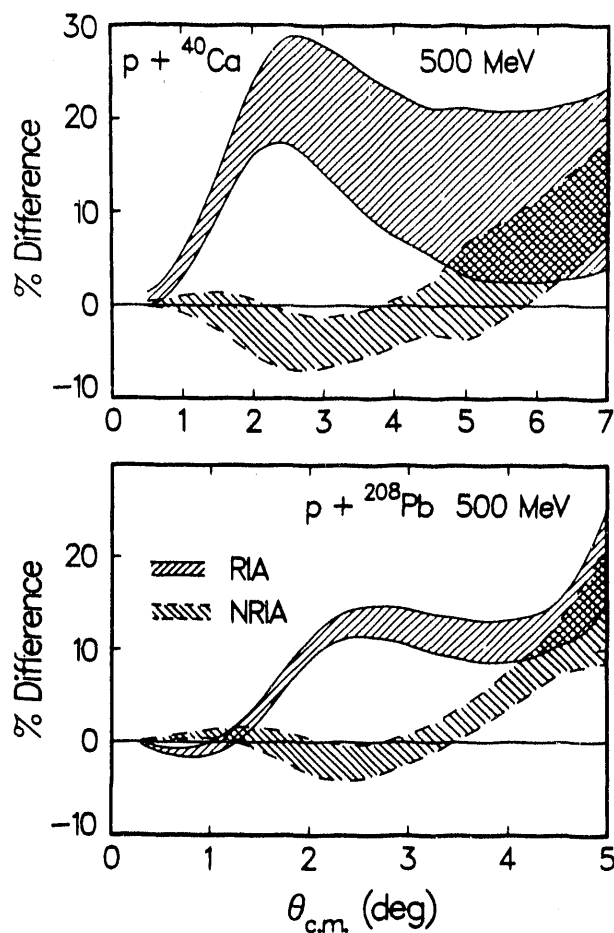 p + ⁴⁰Ca 500 MeV
30
20
10
0
-10
% Difference
0 1 2 3 4 5 6 7
p + ²⁰⁸Pb 500 MeV
RIA
NRIA
20
10
0
-10
% Difference
0 1 2 3 4 5
θc.m. (deg)